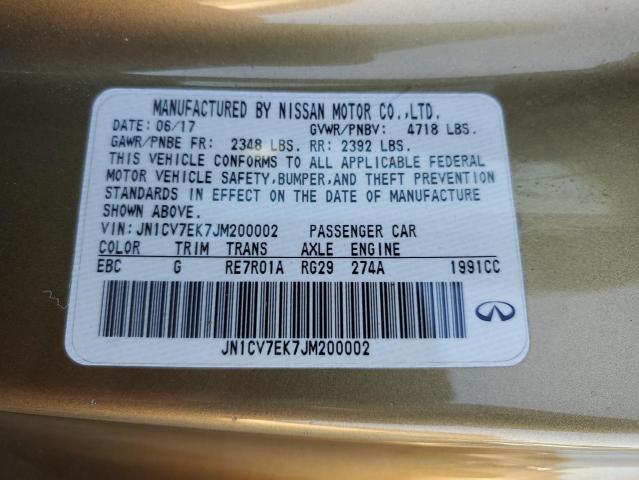 MANUFACTURED BY NISSAN MOTOR CO.,LTD.
DATE: 06/17 GVWR/PNBV: 4718 LBS.
GAWR/PNBE FR: 2348 LBS. RR: 2392 LBS.
THIS VEHICLE CONFORMS TO ALL APPLICABLE FEDERAL
MOTOR VEHICLE SAFETY,BUMPER,AND THEFT PREVENTION
STANDARDS IN EFFECT ON THE DATE OF MANUFACTURE
SHOWN ABOVE.
VIN: JN1CV7EK7JM200002 PASSENGER CAR
COLOR TRIM TRANS AXLE ENGINE
EBC G RE7R01A RG29 274A 1991CC
JN1CV7EK7JM200002